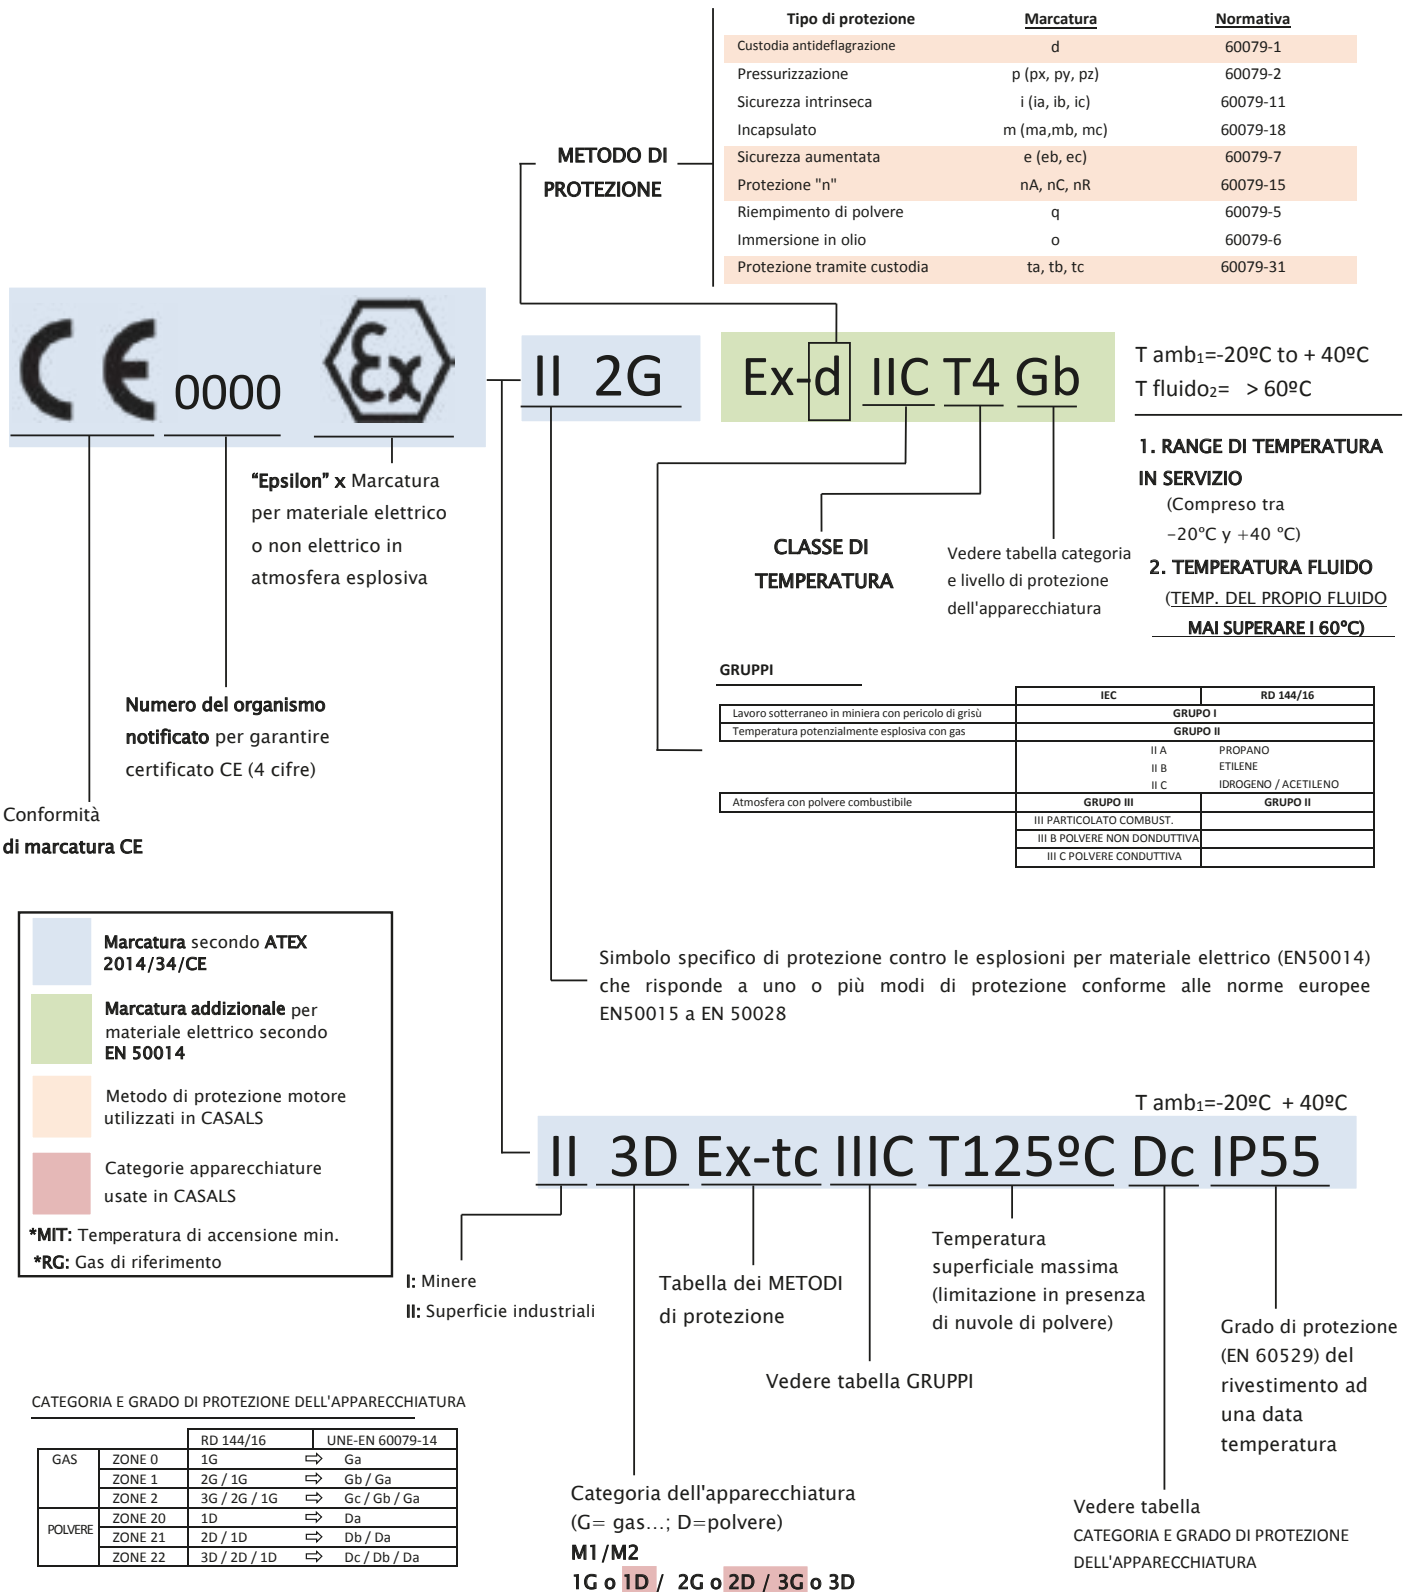 Tipo di protezione Marcatura Normativa
Custodia antideflagrazione d 60079-1
Pressurizzazione p (px, py, pz) 60079-2
Sicurezza intrinseca i (ia, ib, ic) 60079-11
Incapsulato m (ma,mb, mc) 60079-18
Sicurezza aumentata e (eb, ec) 60079-7
Protezione "n" nA, nC, nR 60079-15
Riempimento di polvere q 60079-5
Immersione in olio o 60079-6
Protezione tramite custodia ta, tb, tc 60079-31
METODO DI
PROTEZIONE
CE 0000 Ex II 2G Ex-d IIC T4 Gb
T amb1=-20ºC to + 40ºC
T fluido2= > 60ºC
1. RANGE DI TEMPERATURA
IN SERVIZIO
(Compreso tra
-20°C y +40 °C)
2. TEMPERATURA FLUIDO
(TEMP. DEL PROPIO FLUIDO
MAI SUPERARE I 60°C)
"Epsilon" x Marcatura
per materiale elettrico
o non elettrico in
atmosfera esplosiva
CLASSE DI
TEMPERATURA
Vedere tabella categoria
e livello di protezione
dell'apparecchiatura
Numero del organismo
notificato per garantire
certificato CE (4 cifre)
Conformità
di marcatura CE
GRUPPI
IEC RD 144/16
Lavoro sotterraneo in miniera con pericolo di grisù GRUPO I
Temperatura potenzialmente esplosiva con gas GRUPO II
II A PROPANO
II B ETILENE
II C IDROGENO / ACETILENO
Atmosfera con polvere combustibile GRUPO III GRUPO II
III PARTICOLATO COMBUST.
III B POLVERE NON DONDUTTIVA
III C POLVERE CONDUTTIVA
Marcatura secondo ATEX
2014/34/CE
Marcatura addizionale per
materiale elettrico secondo
EN 50014
Metodo di protezione motore
utilizzati in CASALS
Categorie apparecchiature
usate in CASALS
*MIT: Temperatura di accensione min.
*RG: Gas di riferimento
Simbolo specifico di protezione contro le esplosioni per materiale elettrico (EN50014)
che risponde a uno o più modi di protezione conforme alle norme europee
EN50015 a EN 50028
T amb1=-20ºC + 40ºC
II 3D Ex-tc IIIC T125ºC Dc IP55
I: Minere
II: Superficie industriali
Tabella dei METODI
di protezione
Temperatura
superficiale massima
(limitazione in presenza
di nuvole di polvere)
Vedere tabella GRUPPI
Grado di protezione
(EN 60529) del
rivestimento ad
una data
temperatura
CATEGORIA E GRADO DI PROTEZIONE DELL'APPARECCHIATURA
RD 144/16 UNE-EN 60079-14
GAS ZONE 0 1G ⇨ Ga
ZONE 1 2G / 1G ⇨ Gb / Ga
ZONE 2 3G / 2G / 1G ⇨ Gc / Gb / Ga
POLVERE ZONE 20 1D ⇨ Da
ZONE 21 2D / 1D ⇨ Db / Da
ZONE 22 3D / 2D / 1D ⇨ Dc / Db / Da
Categoria dell'apparecchiatura
(G= gas...; D=polvere)
M1/M2
1G o 1D / 2G o 2D / 3G o 3D
Vedere tabella
CATEGORIA E GRADO DI PROTEZIONE
DELL'APPARECCHIATURA